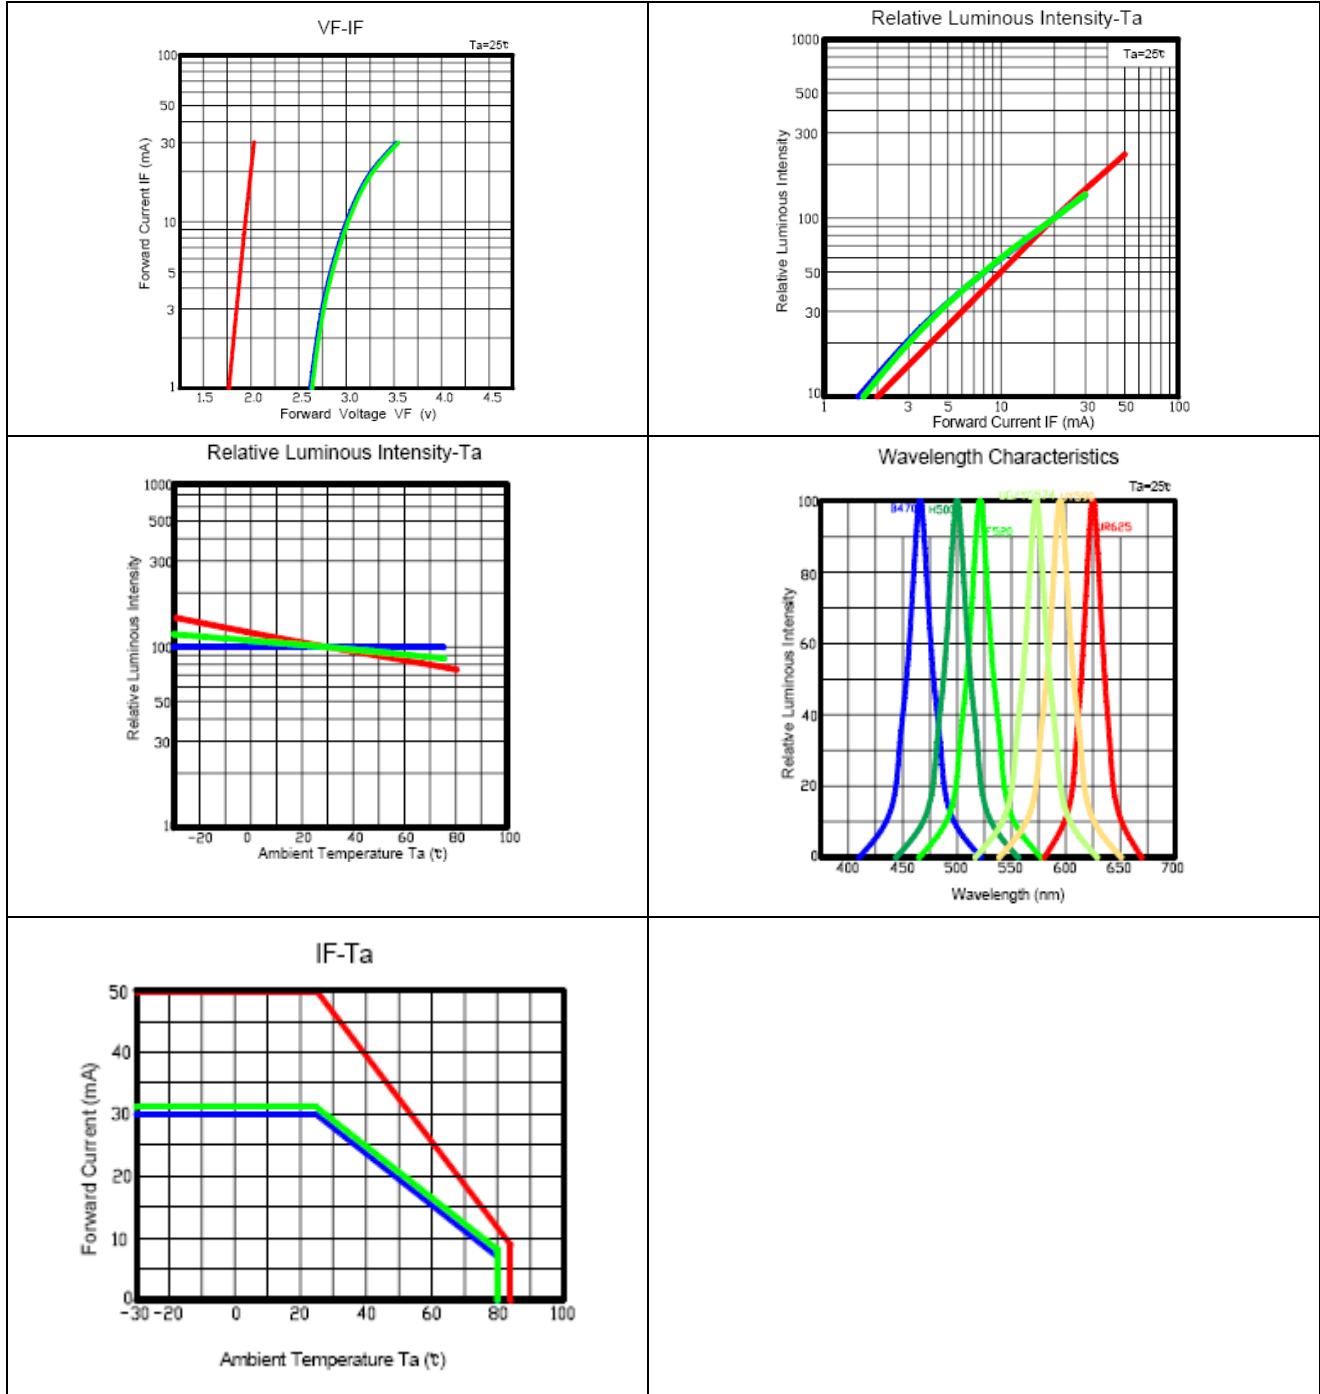 VF-IF
Ta=25℃
100
50
30
10
5
3
1
Forward Current IF (mA)
1.5 2.0 2.5 3.0 3.5 4.0 4.5
Forward Voltage VF (v)
Relative Luminous Intensity-Ta
Ta=25℃
1000
500
300
100
50
30
10
Relative Luminous Intensity
1 3 5 10 30 50 100
Forward Current IF (mA)
Relative Luminous Intensity-Ta
1000
500
300
100
50
30
1
Relative Luminous Intensity
-20 0 20 40 60 80 100
Ambient Temperature Ta (℃)
Wavelength Characteristics
Ta=25℃
100
80
60
40
20
0
Relative Luminous Intensity
B470 H500 UR625
400 450 500 550 600 650 700
Wavelength (nm)
IF-Ta
50
40
30
20
10
0
Forward Current (mA)
-30 -20 0 20 40 60 80 100
Ambient Temperature Ta (℃)